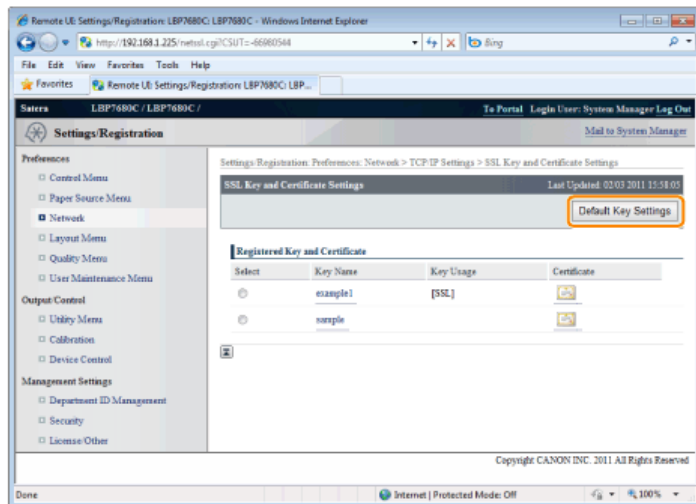 Remote UI: Settings/Registration: LBP7680C: LBP7680C - Windows Internet Explorer
http://192.168.1.225/netssl.cgi?CSUT=-66980544
Bing
File Edit View Favorites Tools Help
Favorites Remote UI: Settings/Registration: LBP7680C: LBP...
Satera LBP7680C / LBP7680C / To Portal Login User: System Manager Log Out
Settings/Registration Mail to System Manager
Preferences
Control Menu
Paper Source Menu
Network
Layout Menu
Quality Menu
User Maintenance Menu
Output/Control
Utility Menu
Calibration
Device Control
Management Settings
Department ID Management
Security
License/Other
Settings/Registration: Preferences: Network > TCP/IP Settings > SSL Key and Certificate Settings
SSL Key and Certificate Settings Last Updated: 02/03 2011 15:58:05
Default Key Settings
Registered Key and Certificate
Select Key Name Key Usage Certificate
example1 [SSL]
sample
Copyright CANON INC. 2011 All Rights Reserved
Done Internet | Protected Mode: Off 100%